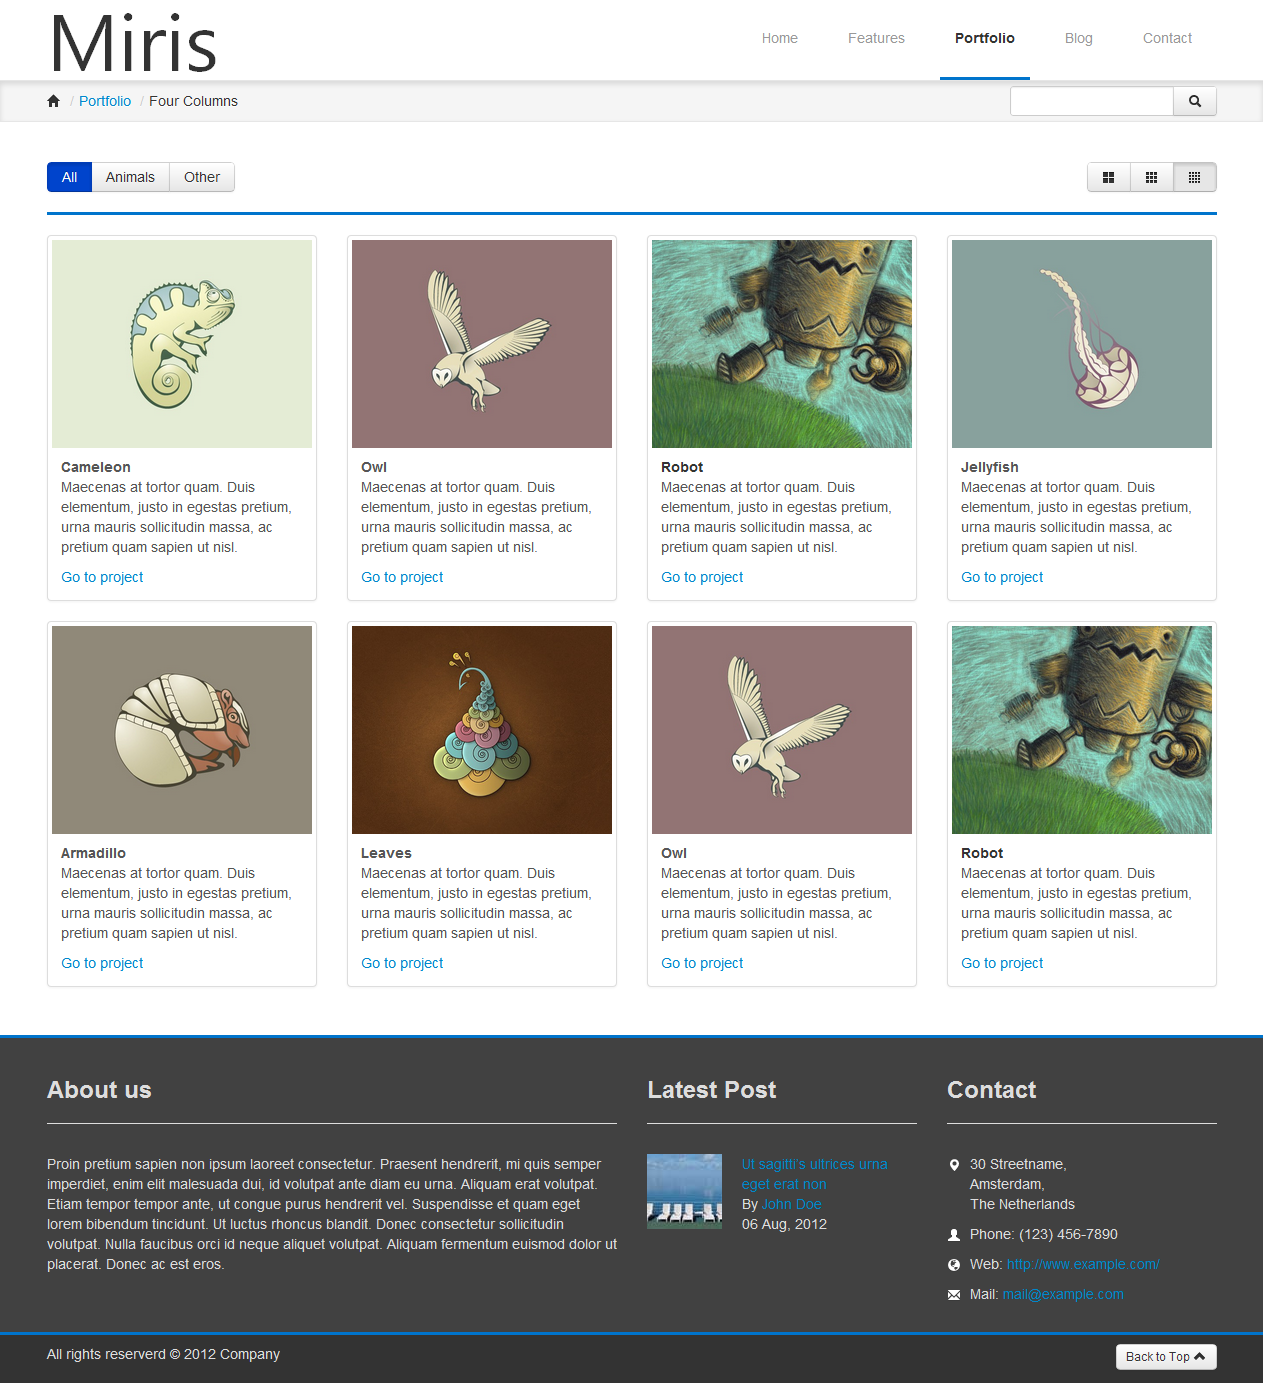 Miris
Home
Features
Portfolio
Blog
Contact
/ Portfolio / Four Columns
All
Animals
Other
Cameleon
Maecenas at tortor quam. Duis
elementum, justo in egestas pretium,
urna mauris sollicitudin massa, ac
pretium quam sapien ut nisl.
Go to project
Owl
Maecenas at tortor quam. Duis
elementum, justo in egestas pretium,
urna mauris sollicitudin massa, ac
pretium quam sapien ut nisl.
Go to project
Robot
Maecenas at tortor quam. Duis
elementum, justo in egestas pretium,
urna mauris sollicitudin massa, ac
pretium quam sapien ut nisl.
Go to project
Jellyfish
Maecenas at tortor quam. Duis
elementum, justo in egestas pretium,
urna mauris sollicitudin massa, ac
pretium quam sapien ut nisl.
Go to project
Armadillo
Maecenas at tortor quam. Duis
elementum, justo in egestas pretium,
urna mauris sollicitudin massa, ac
pretium quam sapien ut nisl.
Go to project
Leaves
Maecenas at tortor quam. Duis
elementum, justo in egestas pretium,
urna mauris sollicitudin massa, ac
pretium quam sapien ut nisl.
Go to project
Owl
Maecenas at tortor quam. Duis
elementum, justo in egestas pretium,
urna mauris sollicitudin massa, ac
pretium quam sapien ut nisl.
Go to project
Robot
Maecenas at tortor quam. Duis
elementum, justo in egestas pretium,
urna mauris sollicitudin massa, ac
pretium quam sapien ut nisl.
Go to project
About us
Proin pretium sapien non ipsum laoreet consectetur. Praesent hendrerit, mi quis semper
imperdiet, enim elit malesuada dui, id volutpat ante diam eu urna. Aliquam erat volutpat.
Etiam tempor tempor ante, ut congue purus hendrerit vel. Suspendisse et quam eget
lorem bibendum tincidunt. Ut luctus rhoncus blandit. Donec consectetur sollicitudin
volutpat. Nulla faucibus orci id neque aliquet volutpat. Aliquam fermentum euismod dolor ut
placerat. Donec ac est eros.
Latest Post
Ut sagitti's ultrices urna
eget erat non
By John Doe
06 Aug, 2012
Contact
30 Streetname,
Amsterdam,
The Netherlands
Phone: (123) 456-7890
Web: http://www.example.com/
Mail: mail@example.com
All rights reserverd © 2012 Company
Back to Top